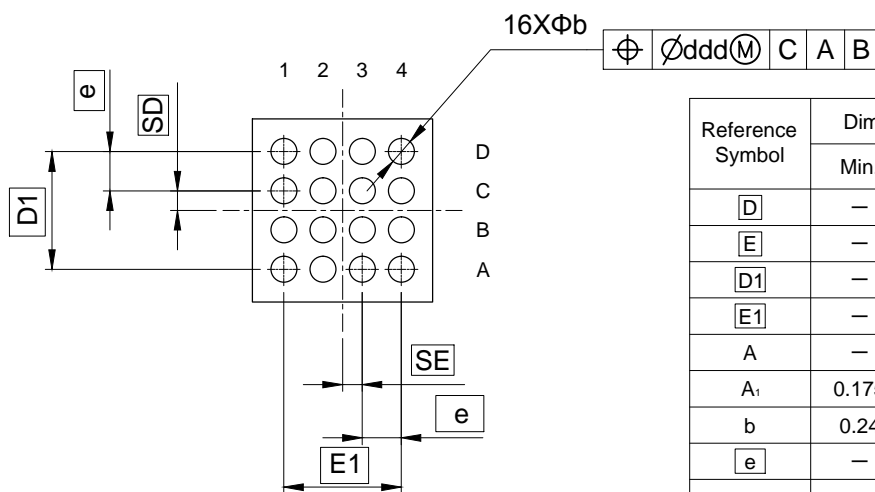 16XΦb
⌖ Ødddⓜ C A B
1 2 3 4
e
SD
D1
D
C
B
A
SE
e
E1
Reference Symbol
Dim
Min.
D —
E —
D1 —
E1 —
A —
A₁ 0.17
b 0.24
e —